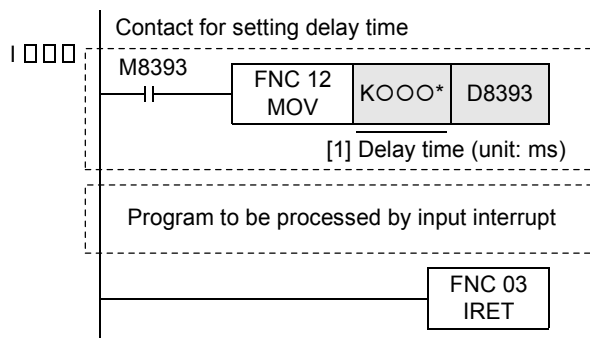 Contact for setting delay time
I □□□
M8393
FNC 12
MOV
K○○○*
D8393
[1] Delay time (unit: ms)
Program to be processed by input interrupt
FNC 03
IRET